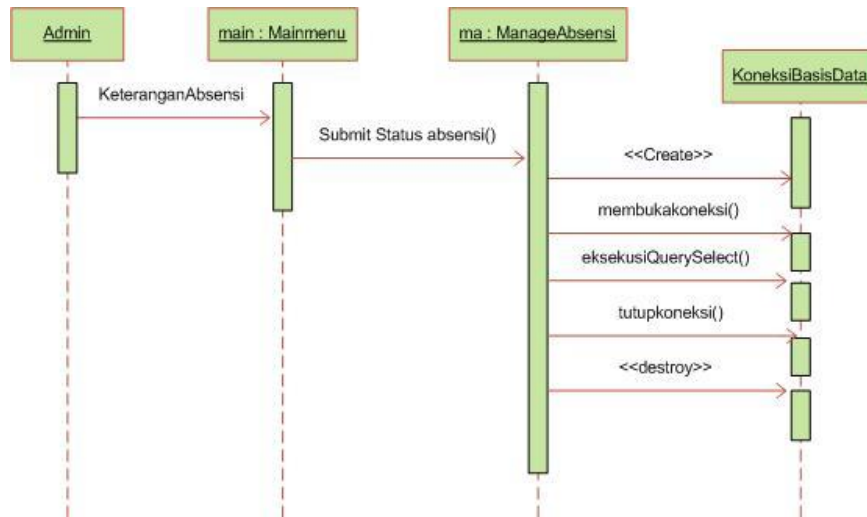 Admin
main : Mainmenu
ma : ManageAbsensi
KoneksiBasisData
KeteranganAbsensi
Submit Status absensi()
<<Create>>
membukakoneksi()
eksekusiQuerySelect()
tutupkoneksi()
<<destroy>>